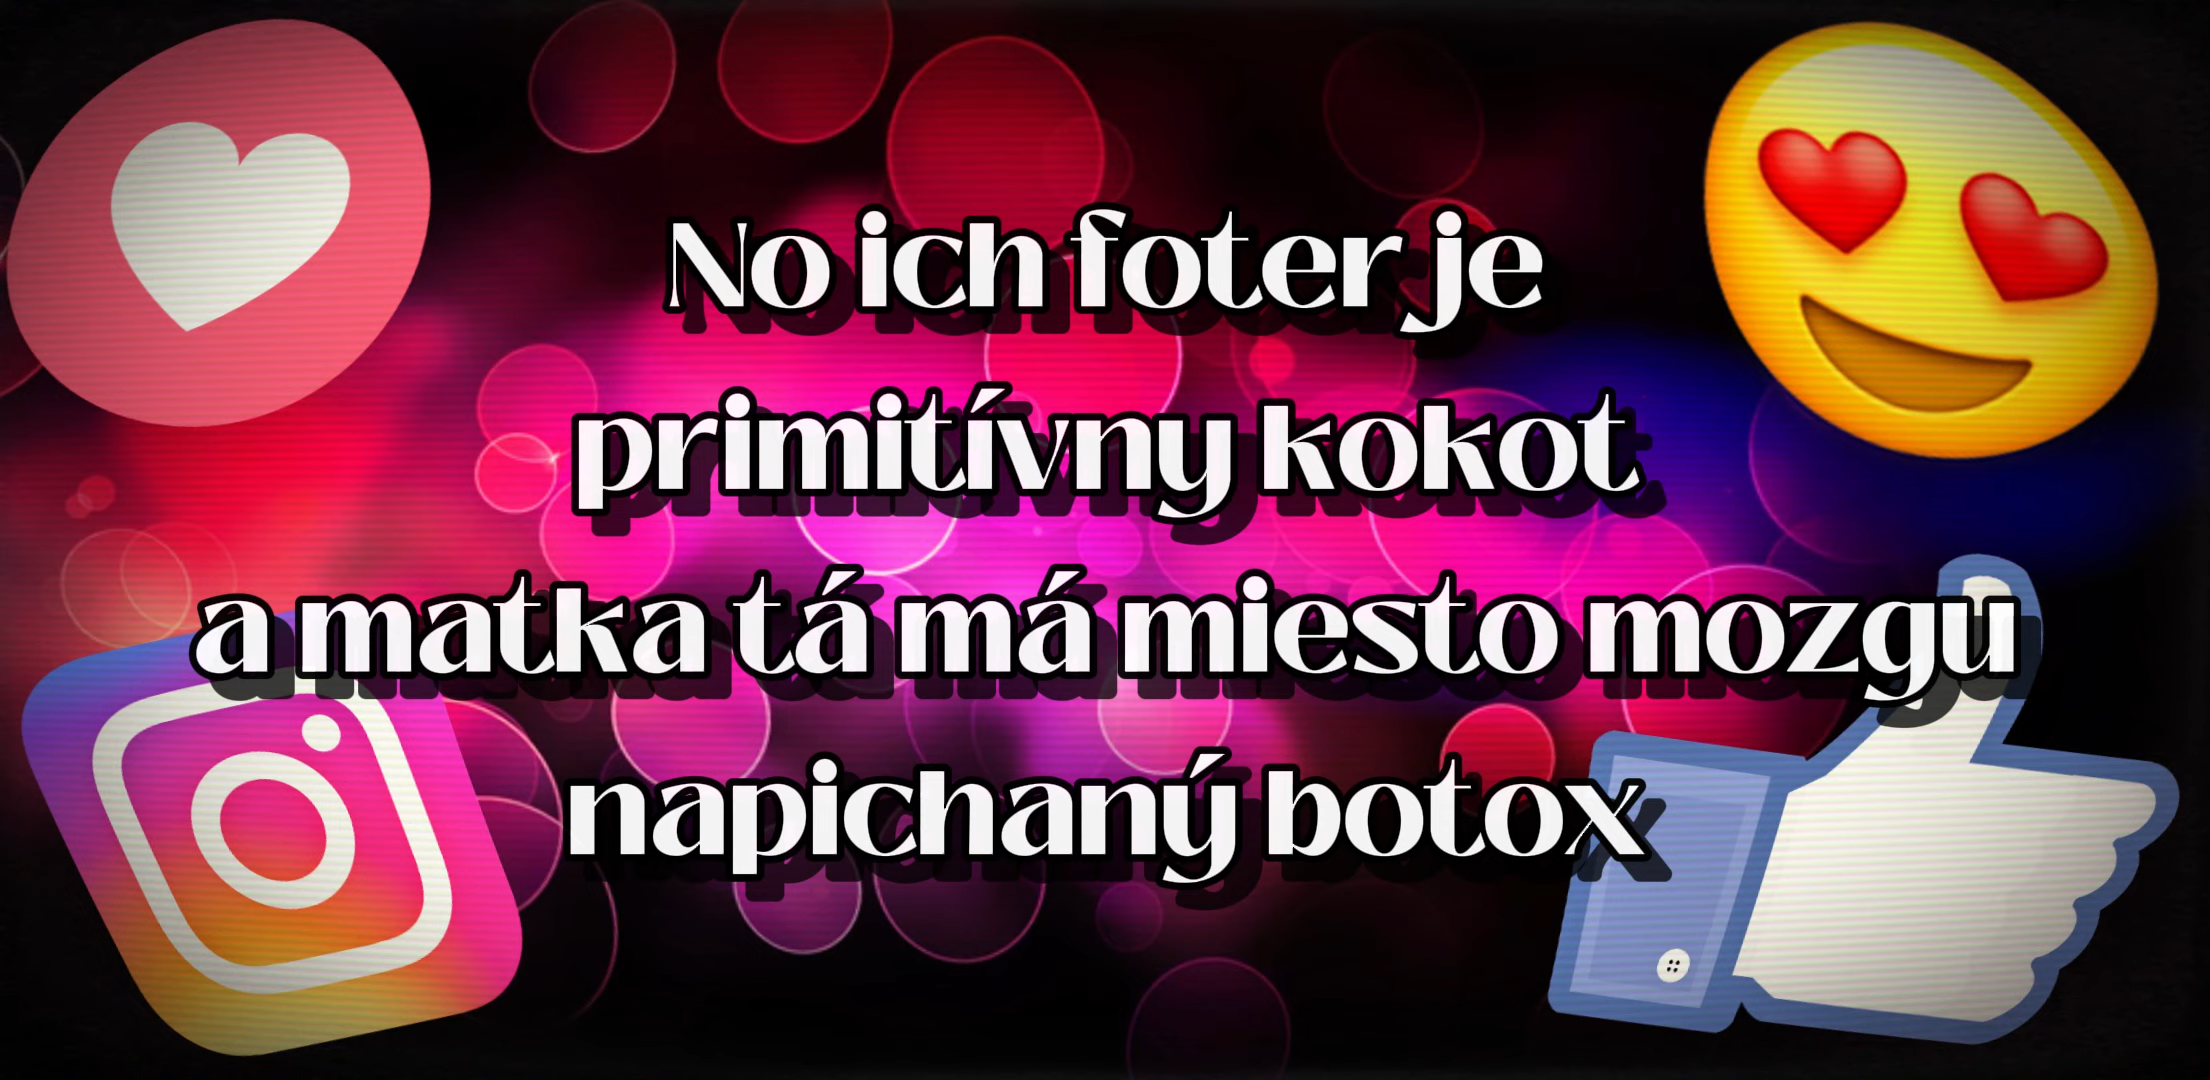 No ich foter je
primitívny kokot
a matka tá má miesto mozgu
napichaný botox